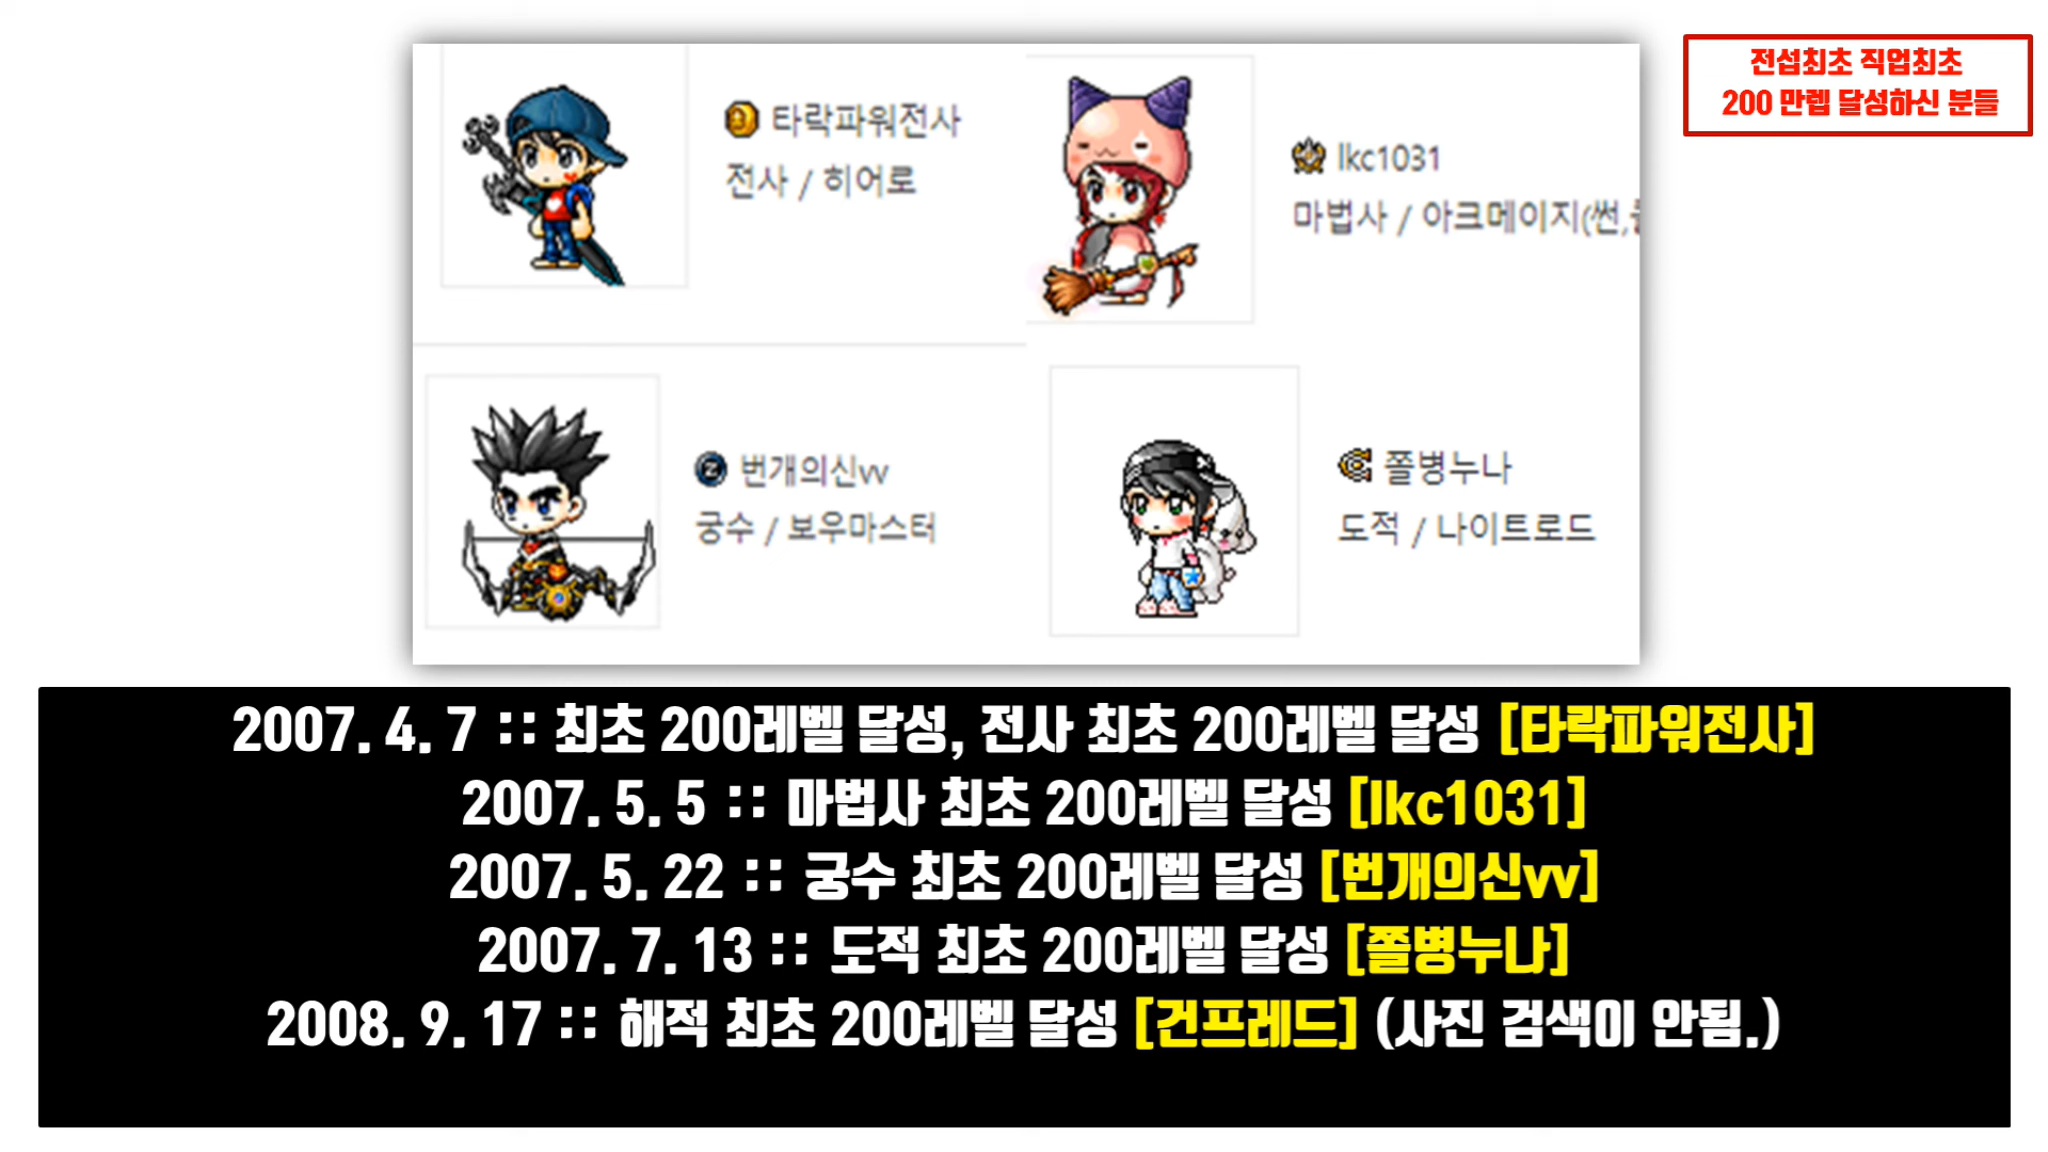 전섭최초 직업최초
200 만렙 달성하신 분들
타락파워전사
전사 / 히어로
lkc1031
마법사 / 아크메이지(썬,
번개의신vv
궁수 / 보우마스터
쫄병누나
도적 / 나이트로드
2007. 4. 7 :: 최초 200레벨 달성, 전사 최초 200레벨 달성 [타락파워전사]
2007. 5. 5 :: 마법사 최초 200레벨 달성 [lkc1031]
2007. 5. 22 :: 궁수 최초 200레벨 달성 [번개의신vv]
2007. 7. 13 :: 도적 최초 200레벨 달성 [쫄병누나]
2008. 9. 17 :: 해적 최초 200레벨 달성 [건프레드] (사진 검색이 안됨.)